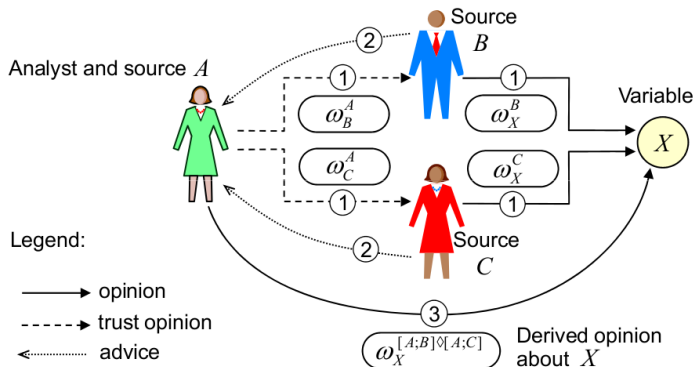 Source
B
Analyst and source A
2
1
1
Variable
ω_B^A
ω_X^B
X
ω_C^A
ω_X^C
1
1
2
Source
C
Legend:
opinion
3
trust opinion
ω_X^{[A;B]◊[A;C]}
Derived opinion
about X
advice